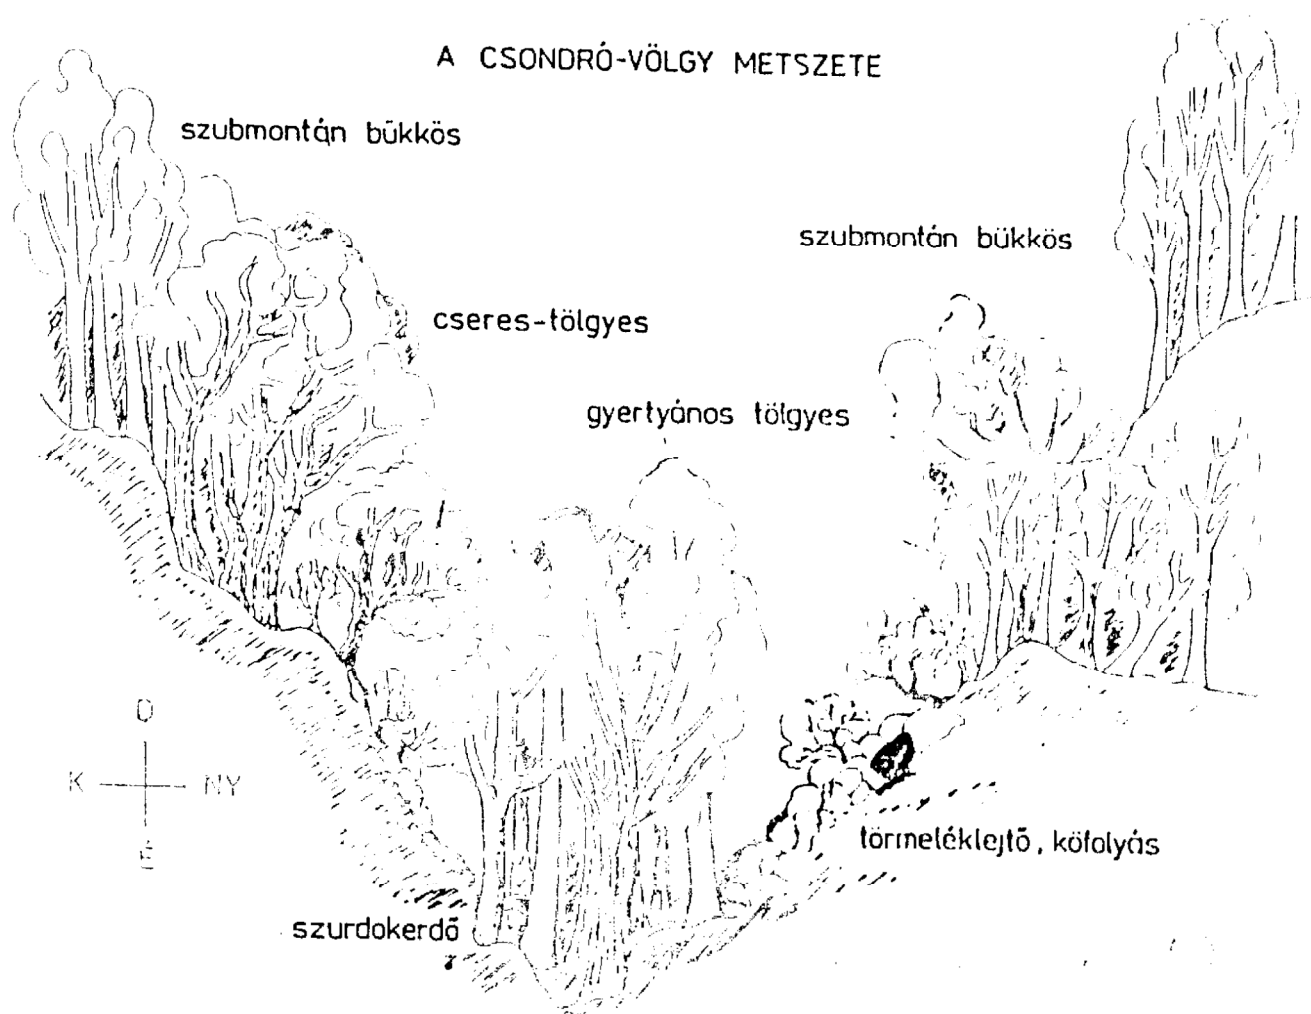 A CSONDRÓ-VÖLGY METSZETE
szubmontán bükkös
szubmontán bükkös
cseres-tölgyes
gyertyános tölgyes
D
K NY
É
törmeléklejtő, kőfolyás
szurdokerdő